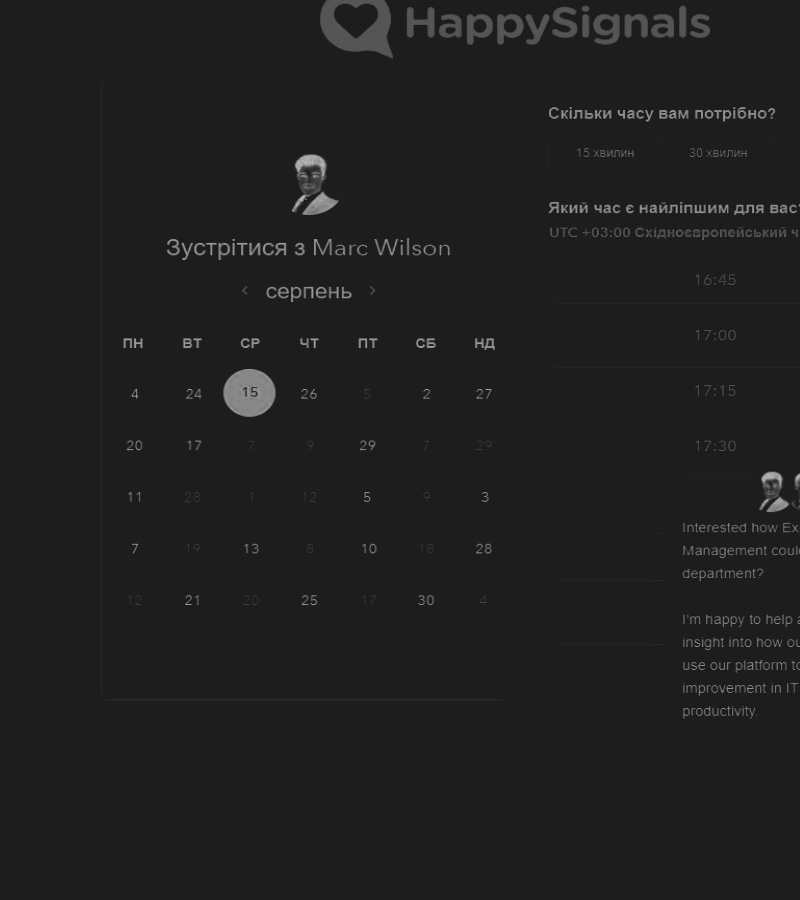 HappySignals
Зустрітися з Marc Wilson
серпень
ПН ВТ СР ЧТ ПТ СБ НД
4 24 15 26 5 2 27
20 17 7 9 29 7 29
11 28 1 12 5 9 3
7 19 13 8 10 18 28
12 21 20 25 17 30 4
Скільки часу вам потрібно?
15 хвилин 30 хвилин
Який час є найліпшим для вас?
UTC +03:00 Східноєвропейський ч
16:45
17:00
17:15
17:30
Interested how Ex
Management coul
department?
I'm happy to help a
insight into how ou
use our platform to
improvement in IT
productivity.